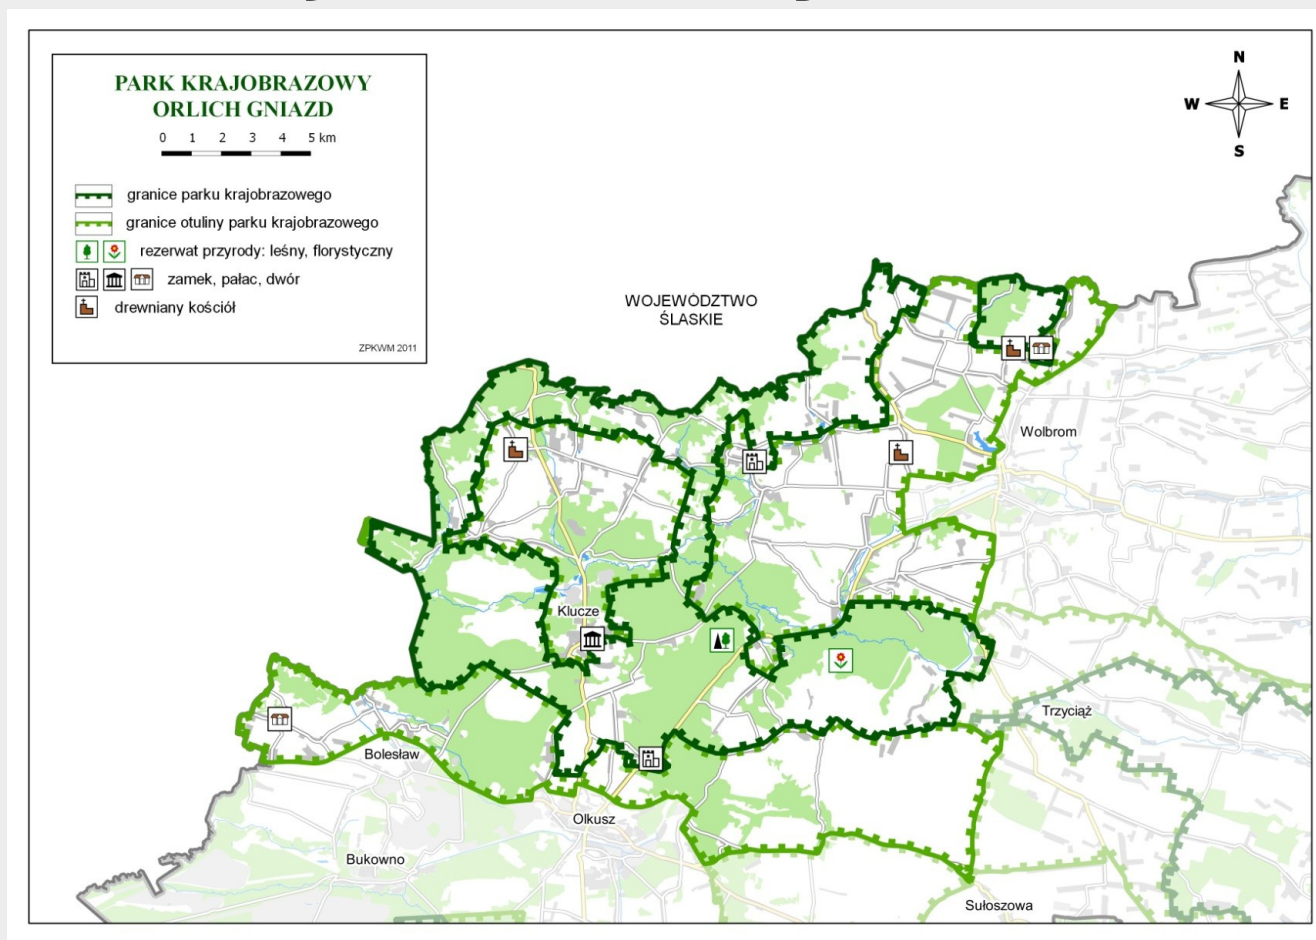 PARK KRAJOBRAZOWY
ORLICH GNIAZD
0 1 2 3 4 5 km
granice parku krajobrazowego
granice otuliny parku krajobrazowego
rezerwat przyrody: leśny, florystyczny
zamek, pałac, dwór
drewniany kościół
ZPKWM 2011
N
W E
S
WOJEWÓDZTWO
ŚLASKIE
Wolbrom
Klucze
Trzyciąż
Bolesław
Olkusz
Bukowno
Sułoszowa